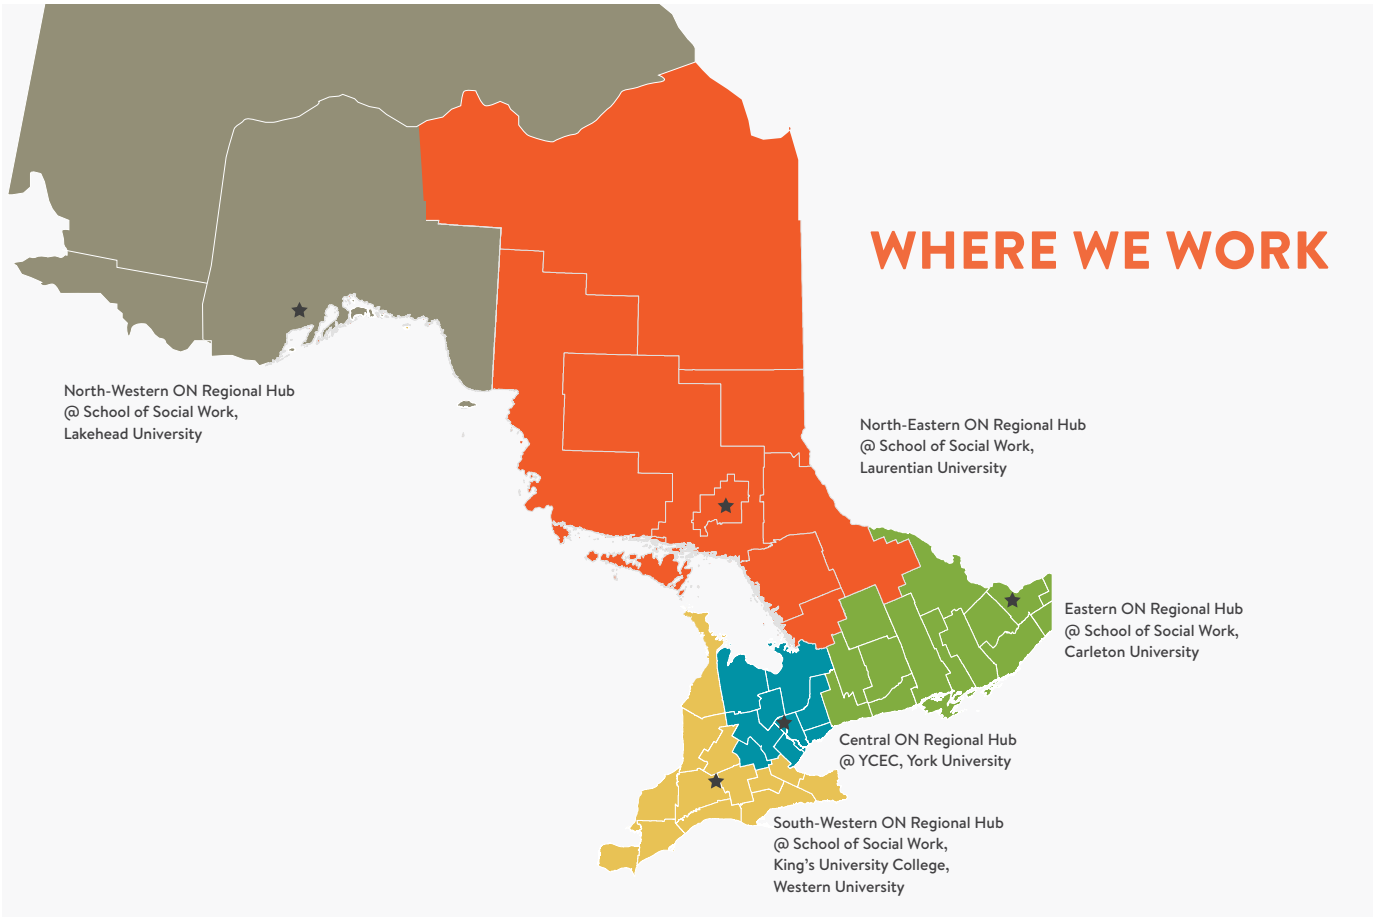 WHERE WE WORK
North-Western ON Regional Hub
@ School of Social Work,
Lakehead University
North-Eastern ON Regional Hub
@ School of Social Work,
Laurentian University
Eastern ON Regional Hub
@ School of Social Work,
Carleton University
Central ON Regional Hub
@ YCEC, York University
South-Western ON Regional Hub
@ School of Social Work,
King's University College,
Western University